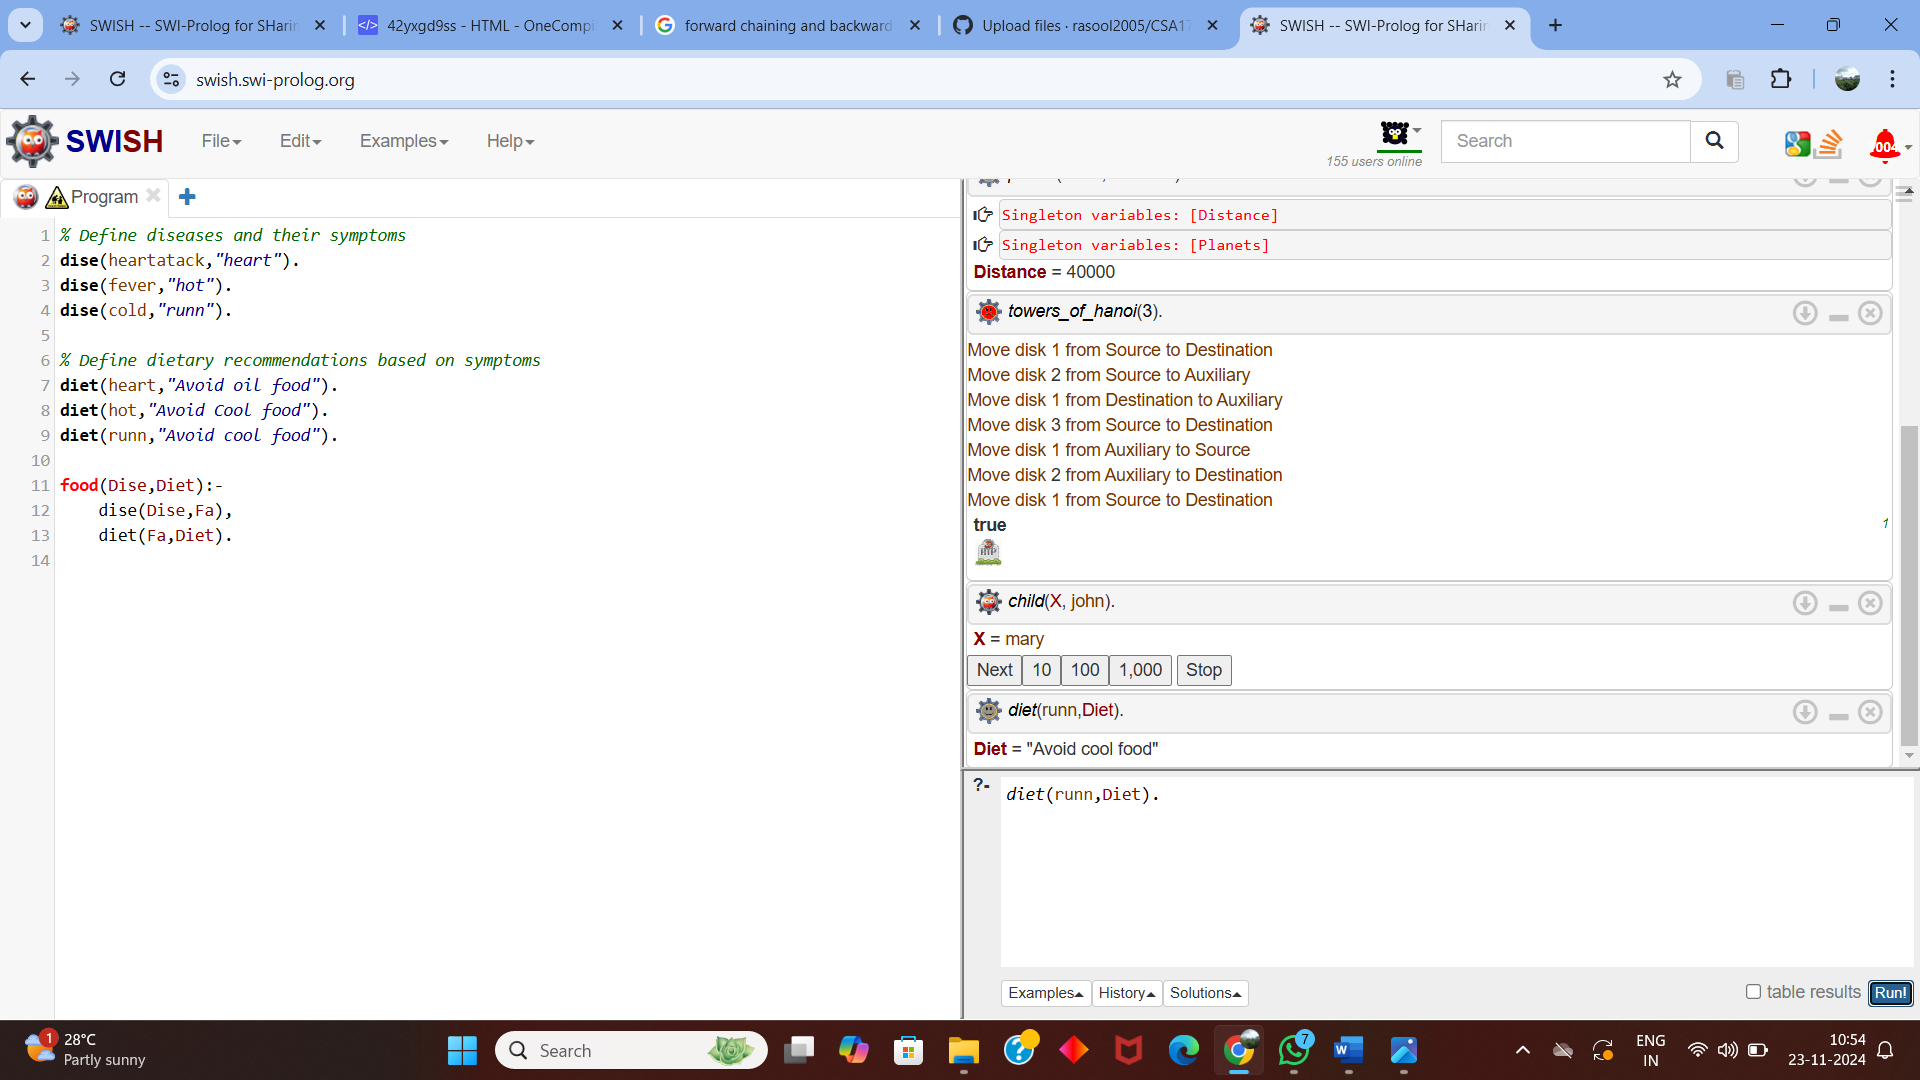 SWISH -- SWI-Prolog for SHarin
42yxgd9ss - HTML - OneCompi
forward chaining and backward
Upload files · rasool2005/CSA17
SWISH -- SWI-Prolog for SHarin
swish.swi-prolog.org
SWISH
File
Edit
Examples
Help
155 users online
Search
Program
1 % Define diseases and their symptoms
2 dise(heartatack,"heart").
3 dise(fever,"hot").
4 dise(cold,"runn").
5
6 % Define dietary recommendations based on symptoms
7 diet(heart,"Avoid oil food").
8 diet(hot,"Avoid Cool food").
9 diet(runn,"Avoid cool food").
10
11 food(Dise,Diet):-
12 dise(Dise,Fa),
13 diet(Fa,Diet).
14
Singleton variables: [Distance]
Singleton variables: [Planets]
Distance = 40000
towers_of_hanoi(3).
Move disk 1 from Source to Destination
Move disk 2 from Source to Auxiliary
Move disk 1 from Destination to Auxiliary
Move disk 3 from Source to Destination
Move disk 1 from Auxiliary to Source
Move disk 2 from Auxiliary to Destination
Move disk 1 from Source to Destination
true
1
RIP
child(X, john).
X = mary
Next 10 100 1,000 Stop
diet(runn,Diet).
Diet = "Avoid cool food"
?- diet(runn,Diet).
Examples History Solutions
table results Run!
1
28°C
Partly sunny
Search
7
ENG
IN
10:54
23-11-2024